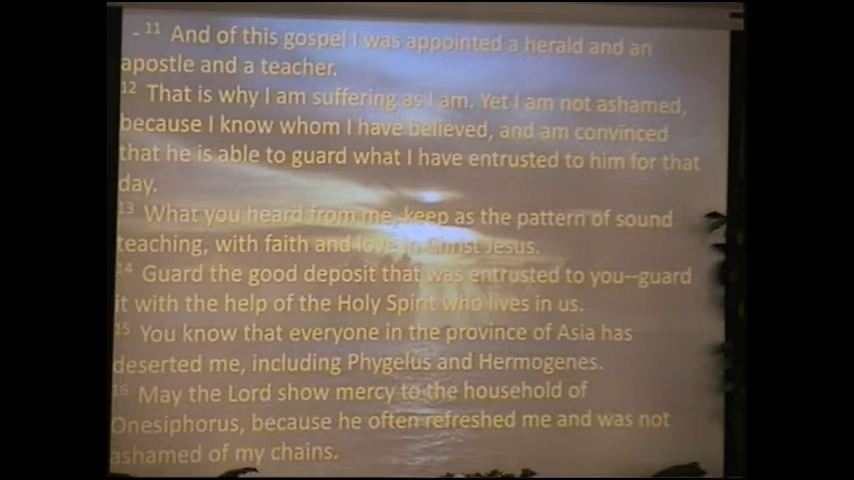 - 11 And of this gospel I was appointed a herald and an
apostle and a teacher.
12 That is why I am suffering as I am. Yet I am not ashamed,
because I know whom I have believed, and am convinced
that he is able to guard what I have entrusted to him for that
day.
13 What you heard from me, keep as the pattern of sound
teaching, with faith and love in Christ Jesus.
14 Guard the good deposit that was entrusted to you--guard
it with the help of the Holy Spirit who lives in us.
15 You know that everyone in the province of Asia has
deserted me, including Phygelus and Hermogenes.
16 May the Lord show mercy to the household of
Onesiphorus, because he often refreshed me and was not
ashamed of my chains.